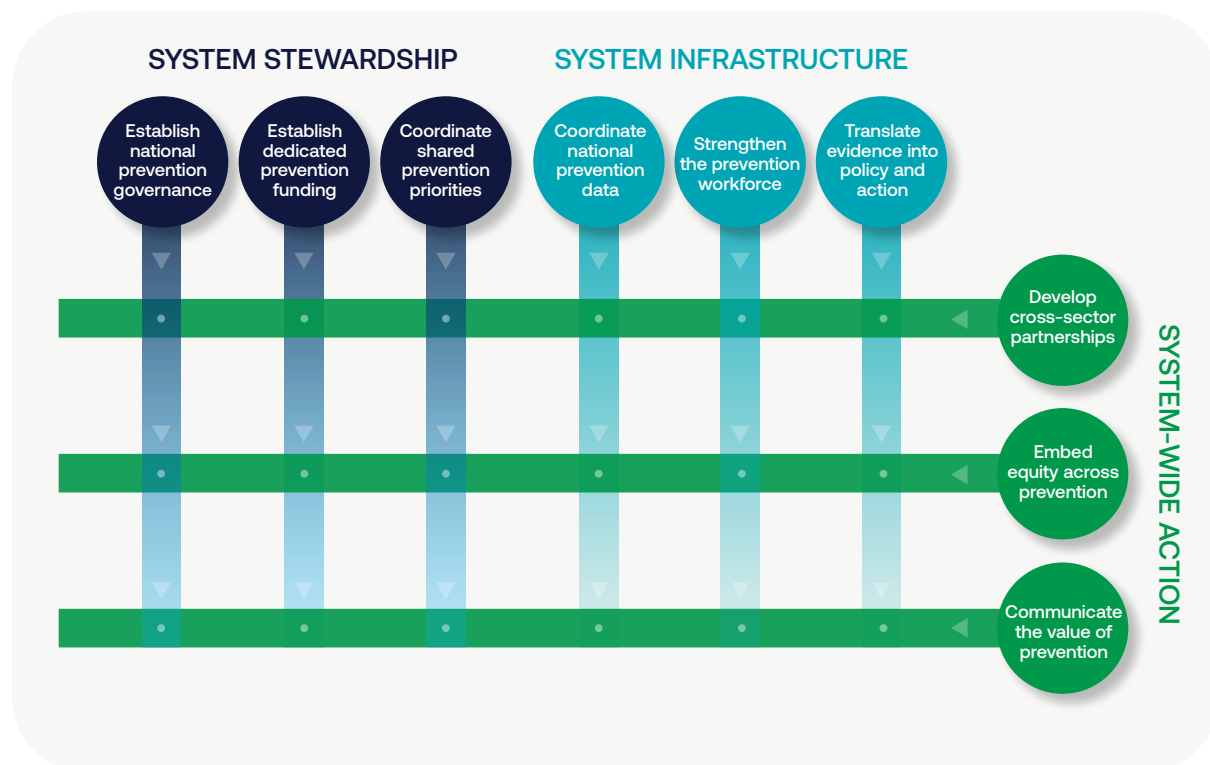 SYSTEM STEWARDSHIP
SYSTEM INFRASTRUCTURE
Establish
national
prevention
governance
Establish
dedicated
prevention
funding
Coordinate
shared
prevention
priorities
Coordinate
national
prevention
data
Strengthen
the prevention
workforce
Translate
evidence into
policy and
action
Develop
cross-sector
partnerships
Embed
equity across
prevention
Communicate
the value of
prevention
SYSTEM-WIDE ACTION